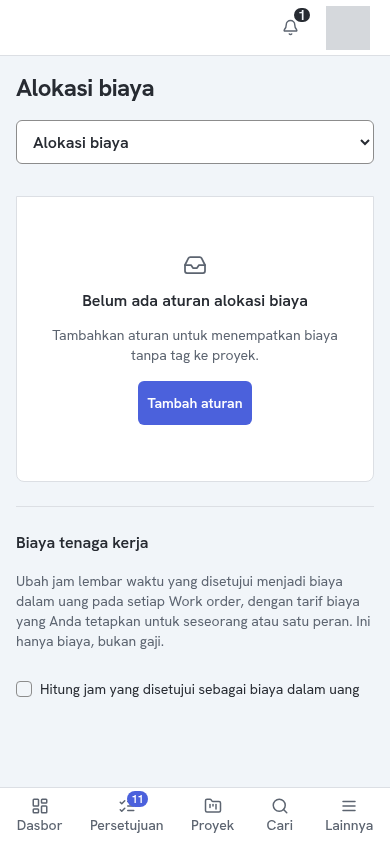 1
Alokasi biaya
Alokasi biaya
Belum ada aturan alokasi biaya
Tambahkan aturan untuk menempatkan biaya
tanpa tag ke proyek.
Tambah aturan
Biaya tenaga kerja
Ubah jam lembar waktu yang disetujui menjadi biaya
dalam uang pada setiap Work order, dengan tarif biaya
yang Anda tetapkan untuk seseorang atau satu peran. Ini
hanya biaya, bukan gaji.
Hitung jam yang disetujui sebagai biaya dalam uang
11
Dasbor Persetujuan Proyek Cari Lainnya